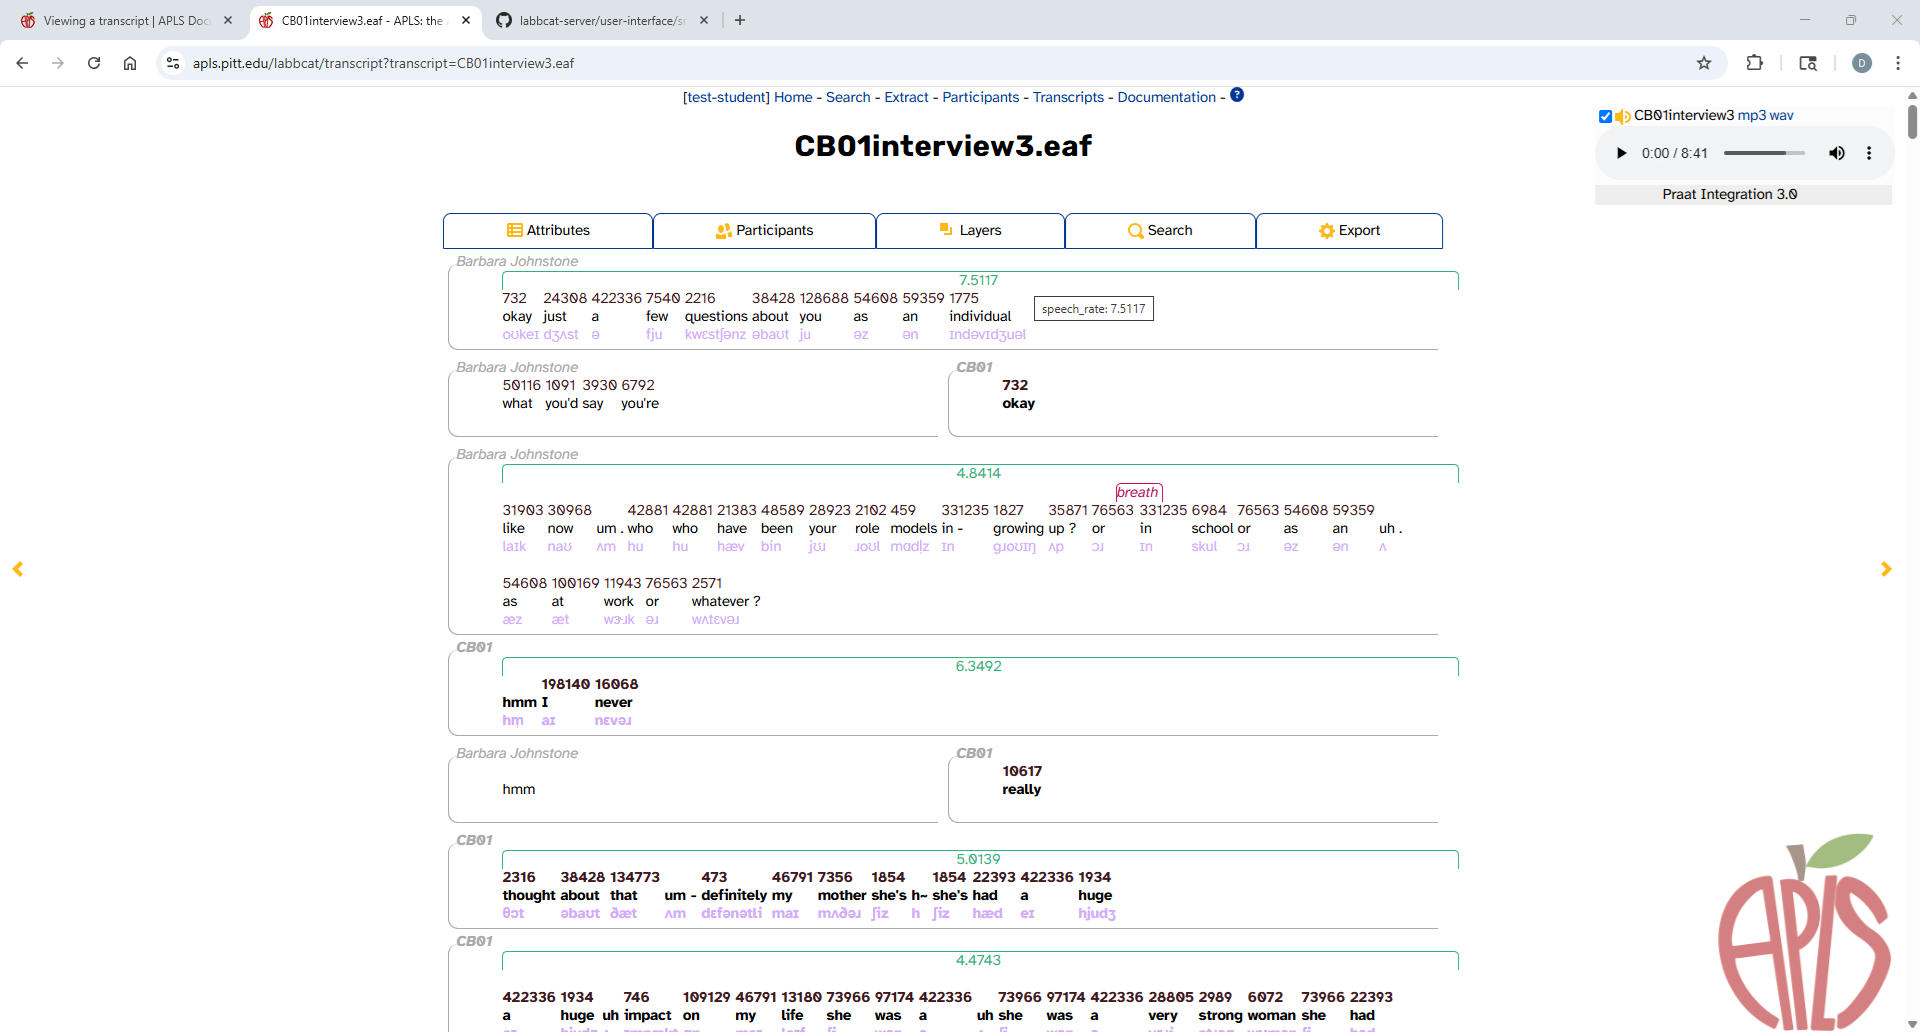 Viewing a transcript | APLS Doc
CB01interview3.eaf - APLS: the
labbcat-server/user-interface/s
apls.pitt.edu/labbcat/transcript?transcript=CB01interview3.eaf
D
[test-student] Home - Search - Extract - Participants - Transcripts - Documentation - ?
CB01interview3 mp3 wav
CB01interview3.eaf
0:00 / 8:41
Praat Integration 3.0
Attributes Participants Layers Search Export
Barbara Johnstone
7.5117
732 24308 422336 7540 2216 38428 128688 54608 59359 1775
speech_rate: 7.5117
okay just a few questions about you as an individual
oʊkeɪ dʒʌst ə fju kwɛstʃənz əbaʊt ju əz ən ɪndəvɪdʒuəl
Barbara Johnstone
50116 1091 3930 6792
what you'd say you're
CB01
732
okay
Barbara Johnstone
4.8414
breath
31903 30968 42881 42881 21383 48589 28923 2102 459 331235 1827 35871 76563 331235 6984 76563 54608 59359
like now um . who who have been your role models in - growing up ? or in school or as an uh .
laɪk naʊ ʌm hu hu hæv bin jʊɹ ɹoʊl mɑdl̩z ɪn ɡɹoʊɪŋ ʌp ɔɹ ɪn skul ɔɹ əz ən ʌ
54608 100169 11943 76563 2571
as at work or whatever ?
æz æt wɝɹk əɹ wʌtɛvəɹ
CB01
6.3492
198140 16068
hmm I never
hm̩ aɪ nɛvəɹ
Barbara Johnstone
hmm
CB01
10617
really
CB01
5.0139
2316 38428 134773 473 46791 7356 1854 1854 22393 422336 1934
thought about that um - definitely my mother she's h~ she's had a huge
θɔt əbaʊt ðæt ʌm dɛfənətli maɪ mʌðəɹ ʃiz h ʃiz hæd eɪ hjudʒ
CB01
4.4743
422336 1934 746 109129 46791 13180 73966 97174 422336 73966 97174 422336 28805 2989 6072 73966 22393
a huge uh impact on my life she was a uh she was a very strong woman she had
APLS